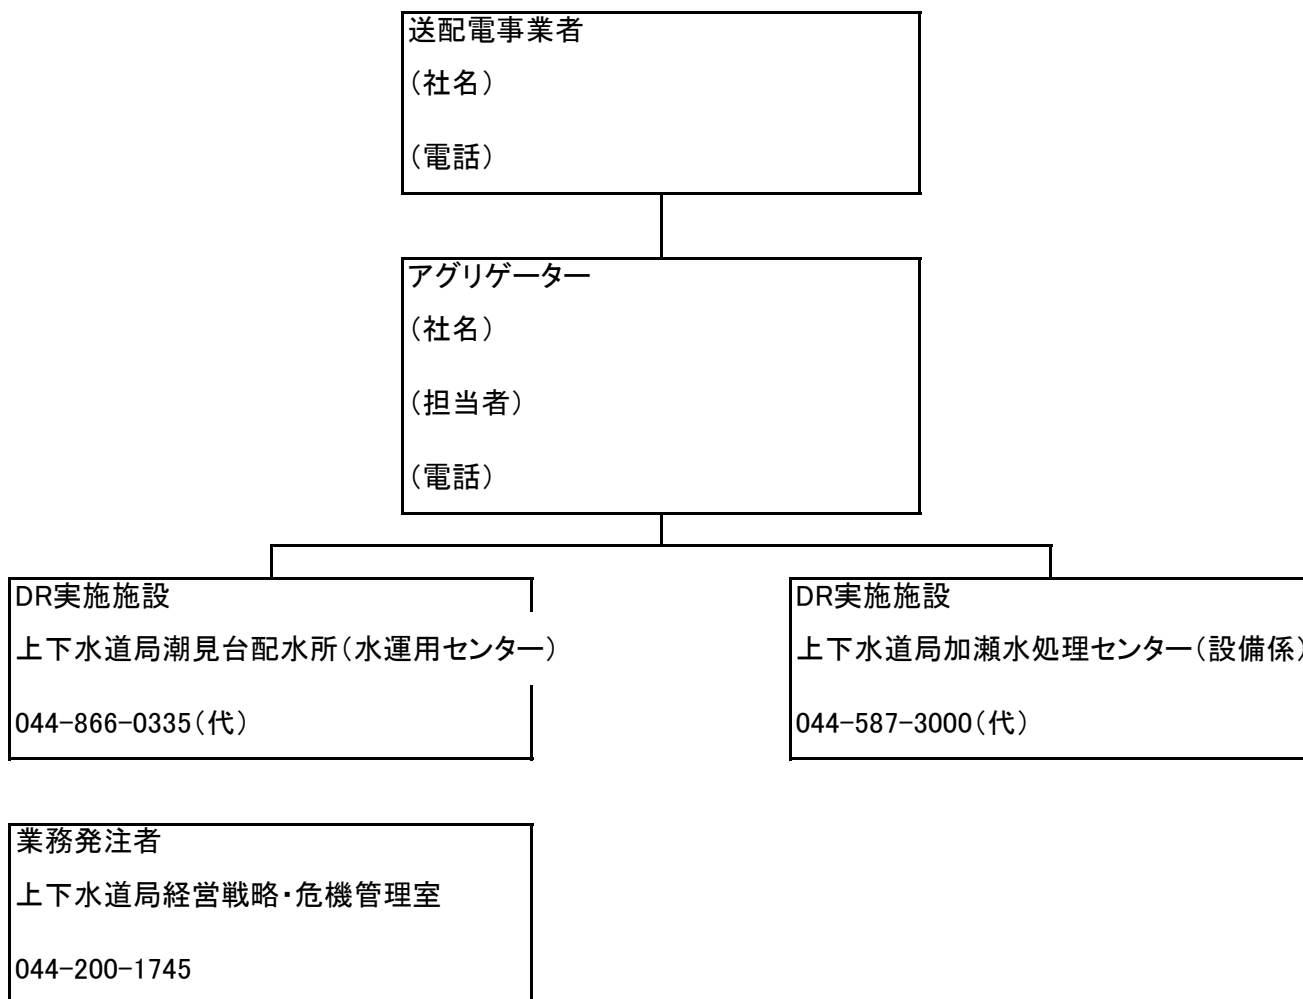 送配電事業者
（社名）
（電話）
アグリゲーター
（社名）
（担当者）
（電話）
DR実施施設
上下水道局潮見台配水所（水運用センター）
044-866-0335（代）
DR実施施設
上下水道局加瀬水処理センター（設備係）
044-587-3000（代）
業務発注者
上下水道局経営戦略・危機管理室
044-200-1745